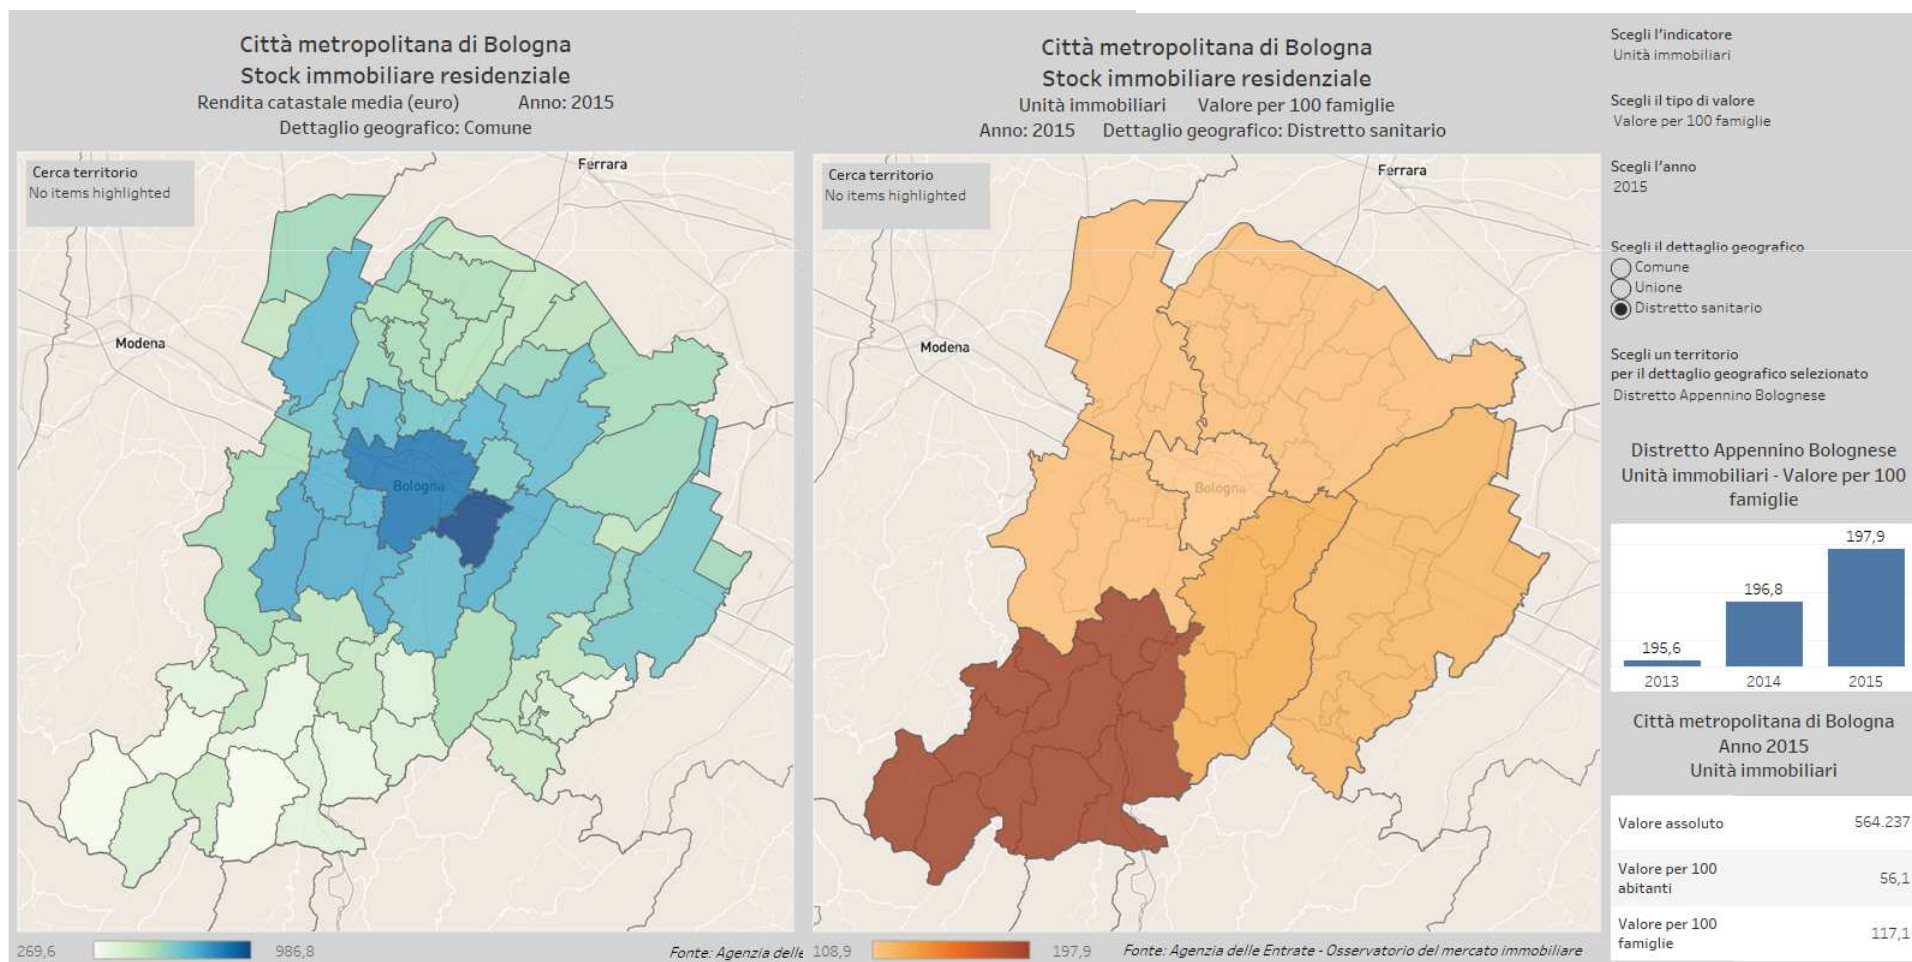 Città metropolitana di Bologna
Stock immobiliare residenziale
Rendita catastale media (euro) Anno: 2015
Dettaglio geografico: Comune
Cerca territorio
No items highlighted
Ferrara
Modena
Bologna
269,6
986,8
Fonte: Agenzia delle
Città metropolitana di Bologna
Stock immobiliare residenziale
Unità immobiliari Valore per 100 famiglie
Anno: 2015 Dettaglio geografico: Distretto sanitario
Cerca territorio
No items highlighted
Ferrara
Modena
Bologna
108,9
197,9
Fonte: Agenzia delle Entrate - Osservatorio del mercato immobiliare
Scegli l'indicatore
Unità immobiliari
Scegli il tipo di valore
Valore per 100 famiglie
Scegli l'anno
2015
Scegli il dettaglio geografico
Comune
Unione
Distretto sanitario
Scegli un territorio
per il dettaglio geografico selezionato
Distretto Appennino Bolognese
Distretto Appennino Bolognese
Unità immobiliari - Valore per 100
famiglie
195,6
196,8
197,9
2013
2014
2015
Città metropolitana di Bologna
Anno 2015
Unità immobiliari
Valore assoluto 564.237
Valore per 100
abitanti 56,1
Valore per 100
famiglie 117,1